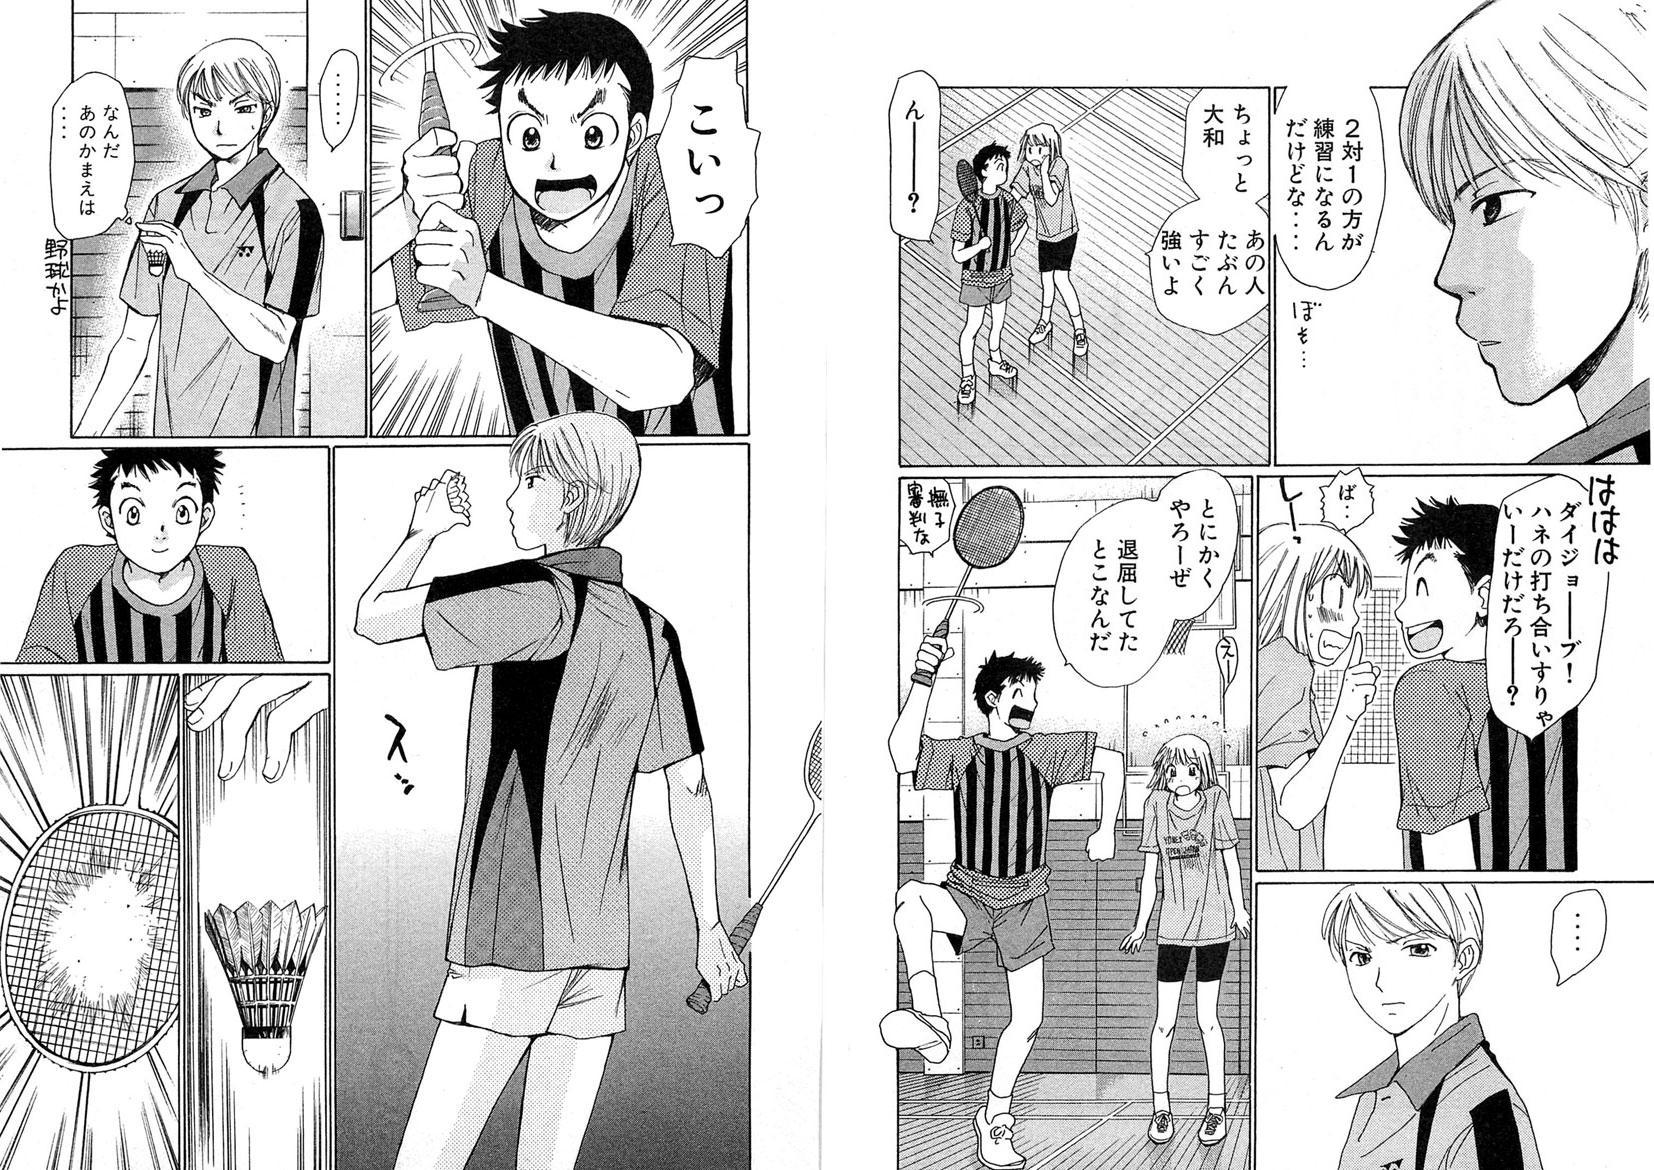 2対1の方が
練習になるん
だけどな‥‥
ぼそ…
ちょっと
大和
あの人
たぶん
すごく
強いよ
ん――?
ははは
ダイジョ――ブ!
ハネの打ち合いすりゃ
いーだけだろ――?
ば‥
しーっ
とにかく
やろーぜ
退屈してた
とこなんだ
撫子
審判な
えー
YONEX
OPEN JAPAN
‥‥
こいっ
‥‥‥
なんだ
あのかまえは
‥‥
野球かよ
ス…